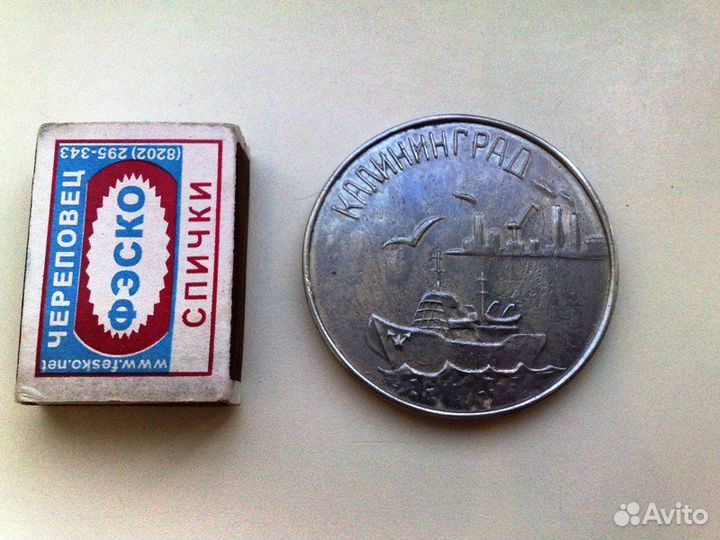 (8202) 295-343
ЧЕРЕПОВЕЦ
ФЭСКО
СПИЧКИ
www.fesko.net
КАЛИНИНГРАД
Avito